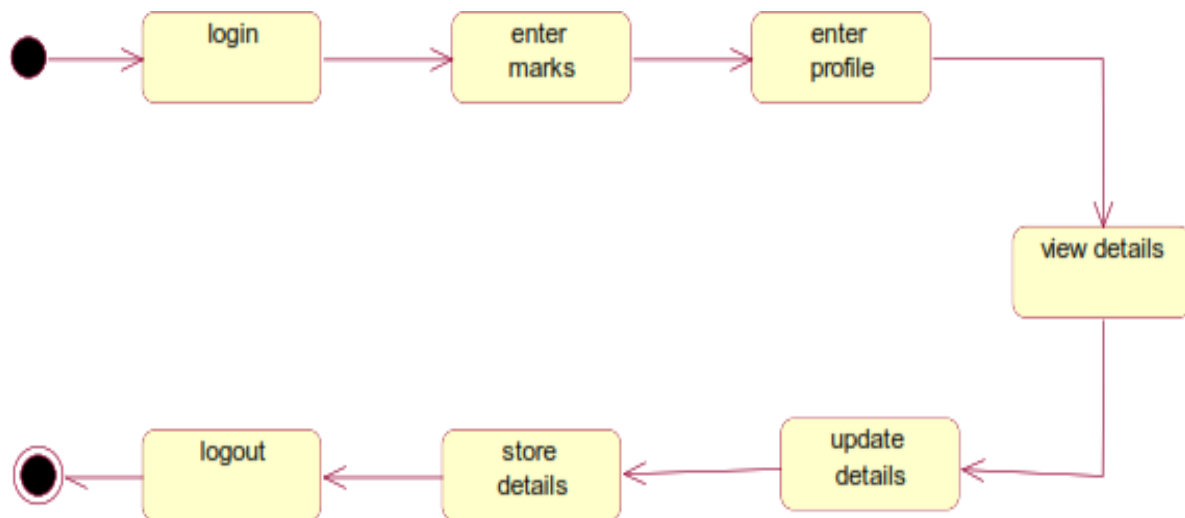 login
enter
marks
enter
profile
view details
update
details
store
details
logout